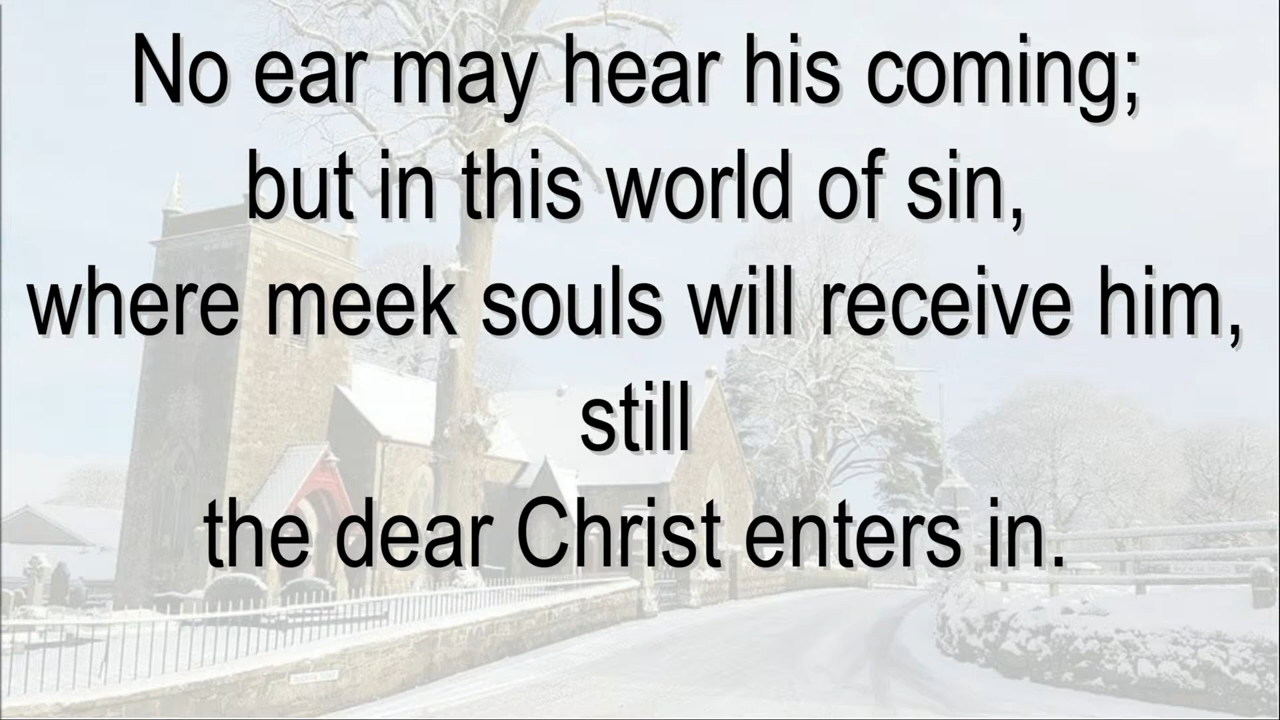 No ear may hear his coming;
but in this world of sin,
where meek souls will receive him,
still
the dear Christ enters in.